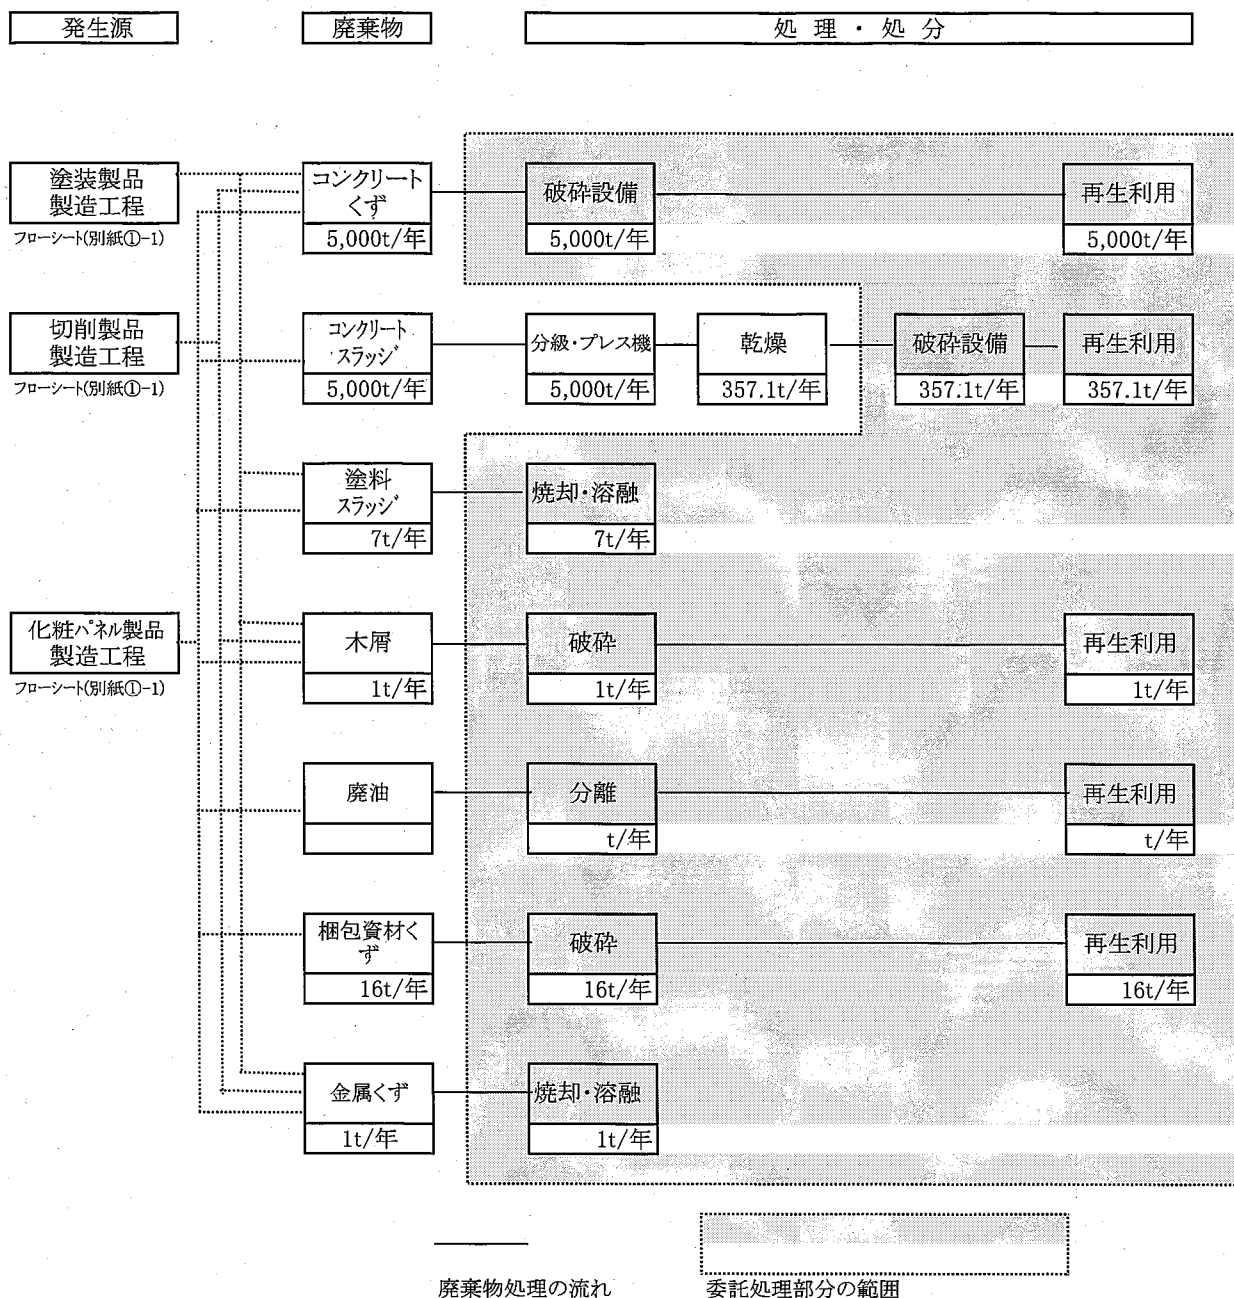 発生源
廃棄物
処理・処分
塗装製品
製造工程
フローシート(別紙①-1)
コンクリート
くず
5,000t/年
破砕設備
5,000t/年
再生利用
5,000t/年
切削製品
製造工程
フローシート(別紙①-1)
コンクリート
スラッジ
5,000t/年
分級・プレス機
5,000t/年
乾燥
357.1t/年
破砕設備
357.1t/年
再生利用
357.1t/年
塗料
スラッジ
7t/年
焼却・溶融
7t/年
化粧パネル製品
製造工程
フローシート(別紙①-1)
木屑
1t/年
破砕
1t/年
再生利用
1t/年
廃油
分離
t/年
再生利用
t/年
梱包資材く
ず
16t/年
破砕
16t/年
再生利用
16t/年
金属くず
1t/年
焼却・溶融
1t/年
廃棄物処理の流れ
委託処理部分の範囲